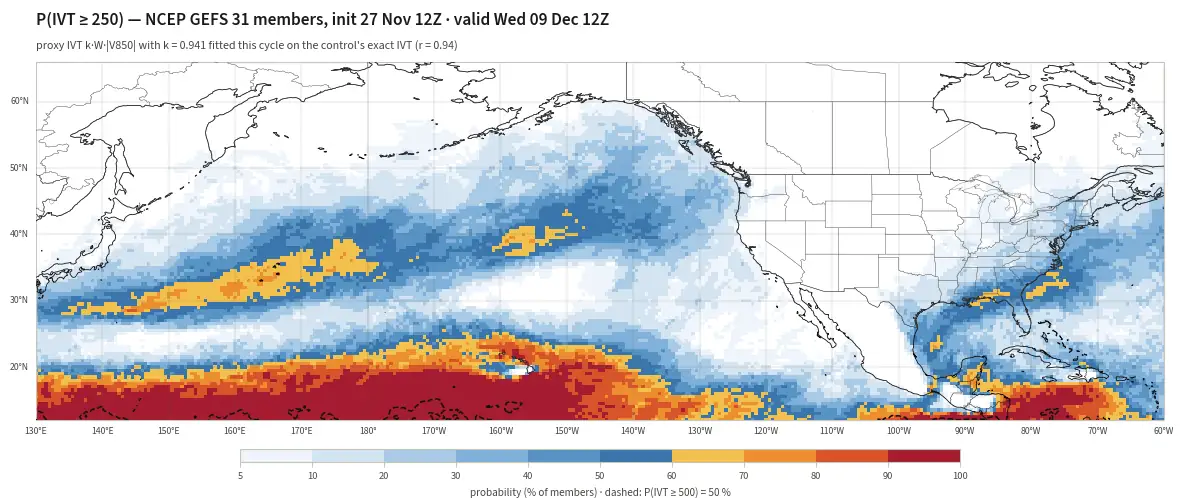 P(IVT ≥ 250) — NCEP GEFS 31 members, init 27 Nov 12Z · valid Wed 09 Dec 12Z
proxy IVT k·W·|V850| with k = 0.941 fitted this cycle on the control's exact IVT (r = 0.94)
60°N
50°N
40°N
30°N
20°N
130°E 140°E 150°E 160°E 170°E 180° 170°W 160°W 150°W 140°W 130°W 120°W 110°W 100°W 90°W 80°W 70°W 60°W
5 10 20 30 40 50 60 70 80 90 100
probability (% of members) · dashed: P(IVT ≥ 500) = 50 %